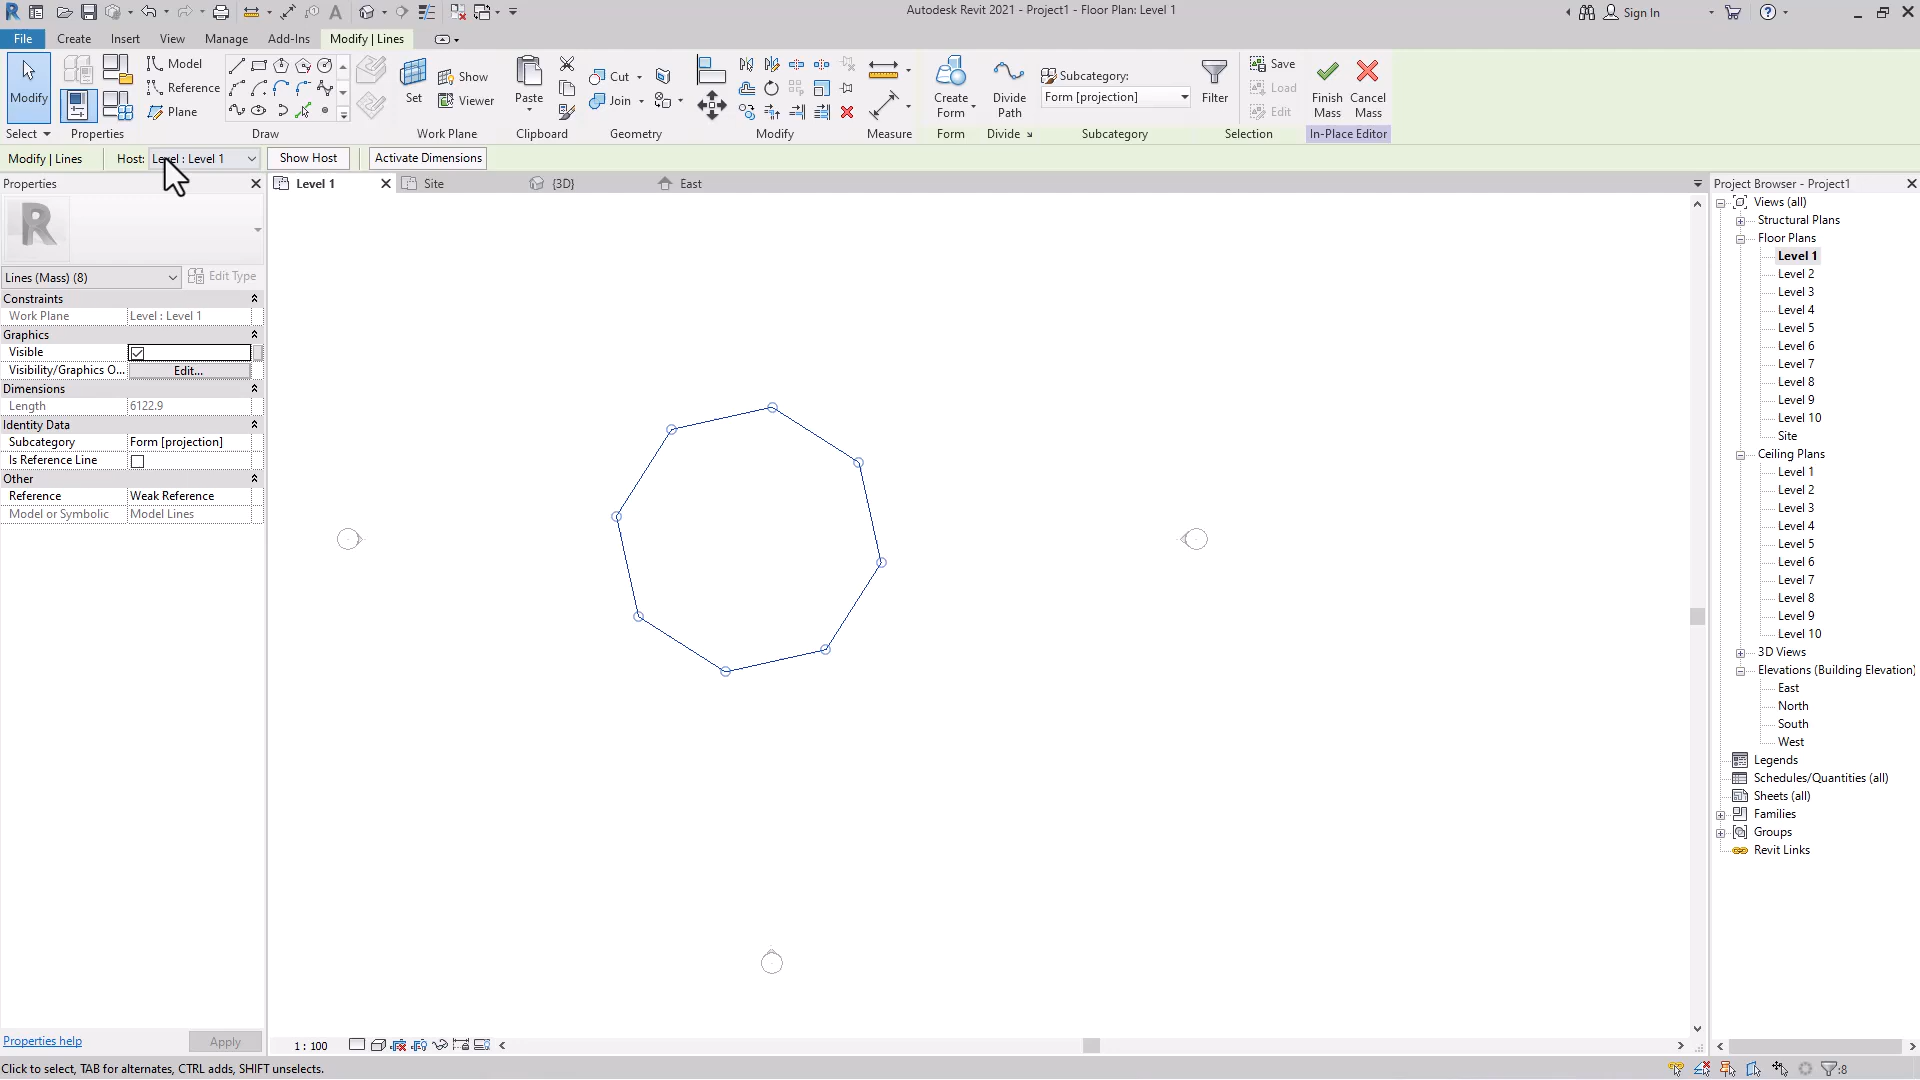 Autodesk Revit 2021 - Project1 - Floor Plan: Level 1
Sign In
File
Create
Insert
View
Manage
Add-Ins
Modify | Lines
Modify
Model
Reference
Plane
Set
Show
Viewer
Paste
Cut
Join
Create
Form
Divide
Path
Subcategory:
Form [projection]
Filter
Save
Load
Edit
Finish
Mass
Cancel
Mass
Select
Properties
Draw
Work Plane
Clipboard
Geometry
Modify
Measure
Form
Divide
Subcategory
Selection
In-Place Editor
Modify | Lines
Host:
Level : Level 1
Show Host
Activate Dimensions
Properties
Level 1
Site
{3D}
East
Project Browser - Project1
Lines (Mass) (8)
Edit Type
Constraints
Work Plane
Level : Level 1
Graphics
Visible
Visibility/Graphics O...
Edit...
Dimensions
Length
6122.9
Identity Data
Subcategory
Form [projection]
Is Reference Line
Other
Reference
Weak Reference
Model or Symbolic
Model Lines
Properties help
Apply
Views (all)
Structural Plans
Floor Plans
Level 1
Level 2
Level 3
Level 4
Level 5
Level 6
Level 7
Level 8
Level 9
Level 10
Site
Ceiling Plans
Level 1
Level 2
Level 3
Level 4
Level 5
Level 6
Level 7
Level 8
Level 9
Level 10
3D Views
Elevations (Building Elevation)
East
North
South
West
Legends
Schedules/Quantities (all)
Sheets (all)
Families
Groups
Revit Links
1 : 100
Click to select, TAB for alternates, CTRL adds, SHIFT unselects.
:8